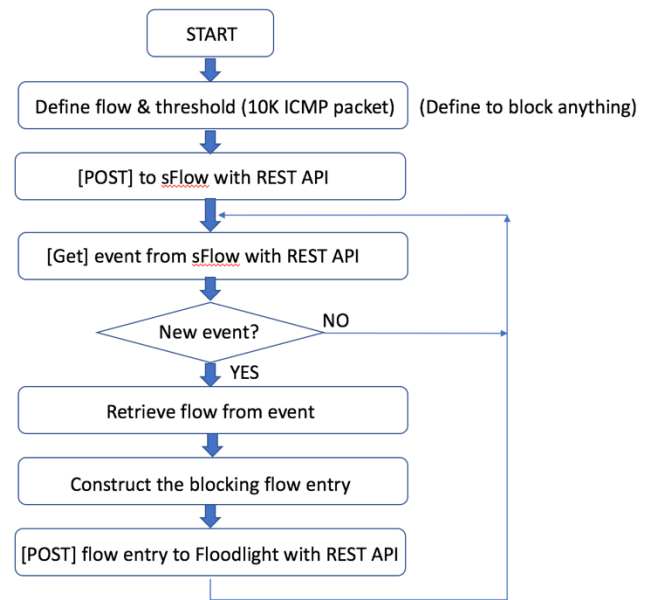 START
Define flow & threshold (10K ICMP packet) (Define to block anything)
[POST] to sFlow with REST API
[Get] event from sFlow with REST API
New event?
NO
YES
Retrieve flow from event
Construct the blocking flow entry
[POST] flow entry to Floodlight with REST API